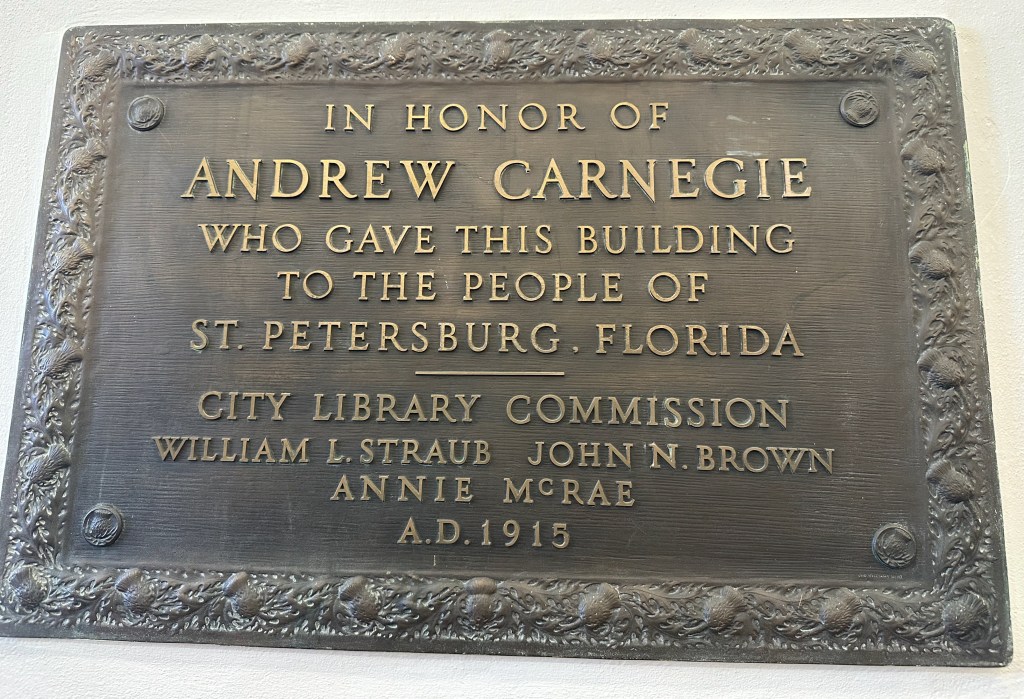 IN HONOR OF
ANDREW CARNEGIE
WHO GAVE THIS BUILDING
TO THE PEOPLE OF
ST. PETERSBURG, FLORIDA
CITY LIBRARY COMMISSION
WILLIAM L. STRAUB JOHN N. BROWN
ANNIE McRAE
A.D. 1915